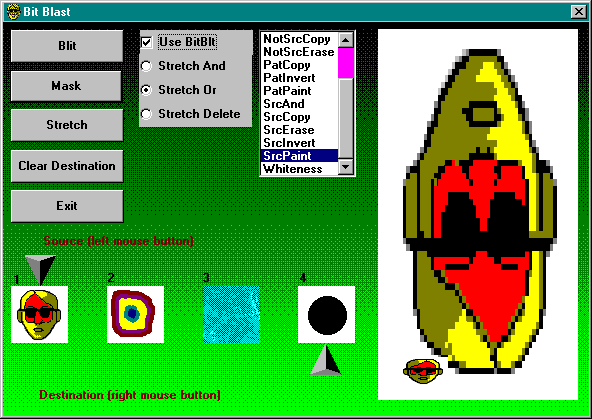 Bit Blast
Blit
Mask
Stretch
Clear Destination
Exit
Use BitBlt
Stretch And
Stretch Or
Stretch Delete
NotSrcCopy
NotSrcErase
PatCopy
PatInvert
PatPaint
SrcAnd
SrcCopy
SrcErase
SrcInvert
SrcPaint
Whiteness
Source (left mouse button)
1
2
3
4
Destination (right mouse button)